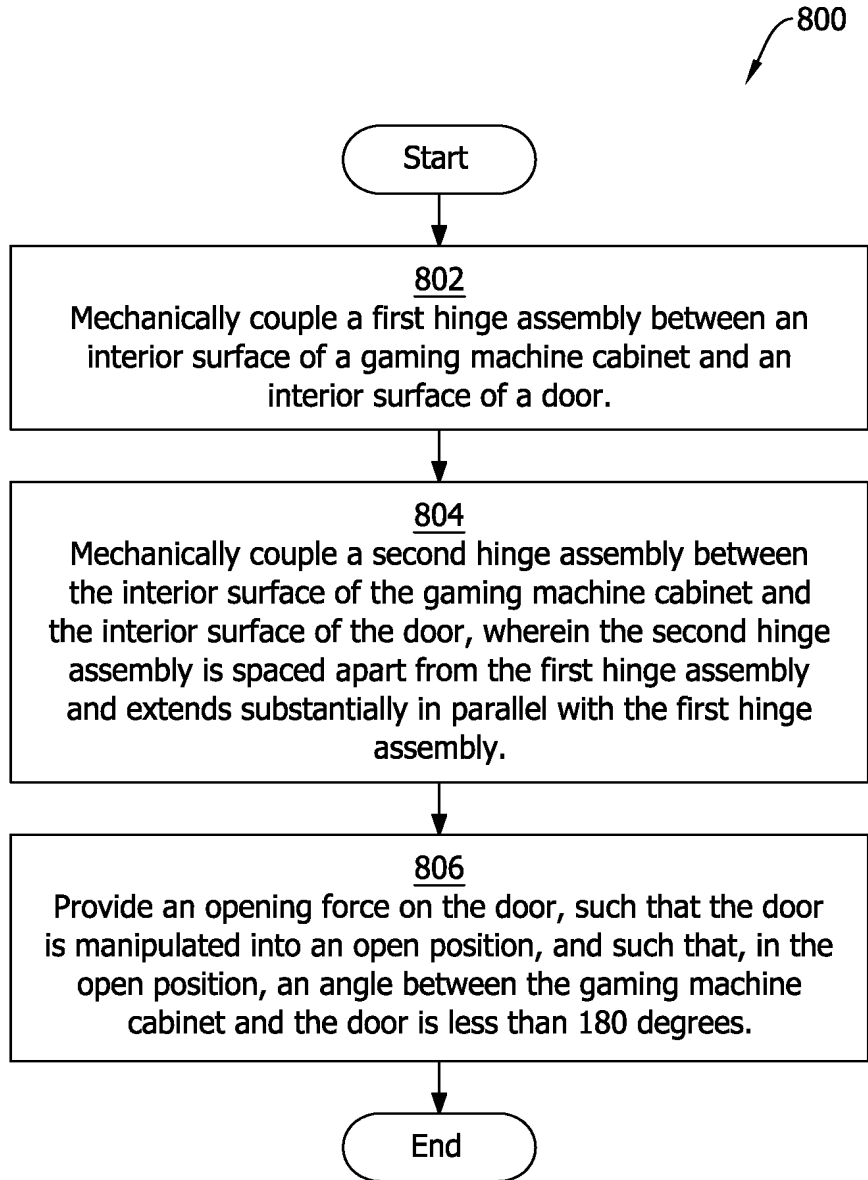 800
Start
802
Mechanically couple a first hinge assembly between an
interior surface of a gaming machine cabinet and an
interior surface of a door.
804
Mechanically couple a second hinge assembly between
the interior surface of the gaming machine cabinet and
the interior surface of the door, wherein the second hinge
assembly is spaced apart from the first hinge assembly
and extends substantially in parallel with the first hinge
assembly.
806
Provide an opening force on the door, such that the door
is manipulated into an open position, and such that, in the
open position, an angle between the gaming machine
cabinet and the door is less than 180 degrees.
End